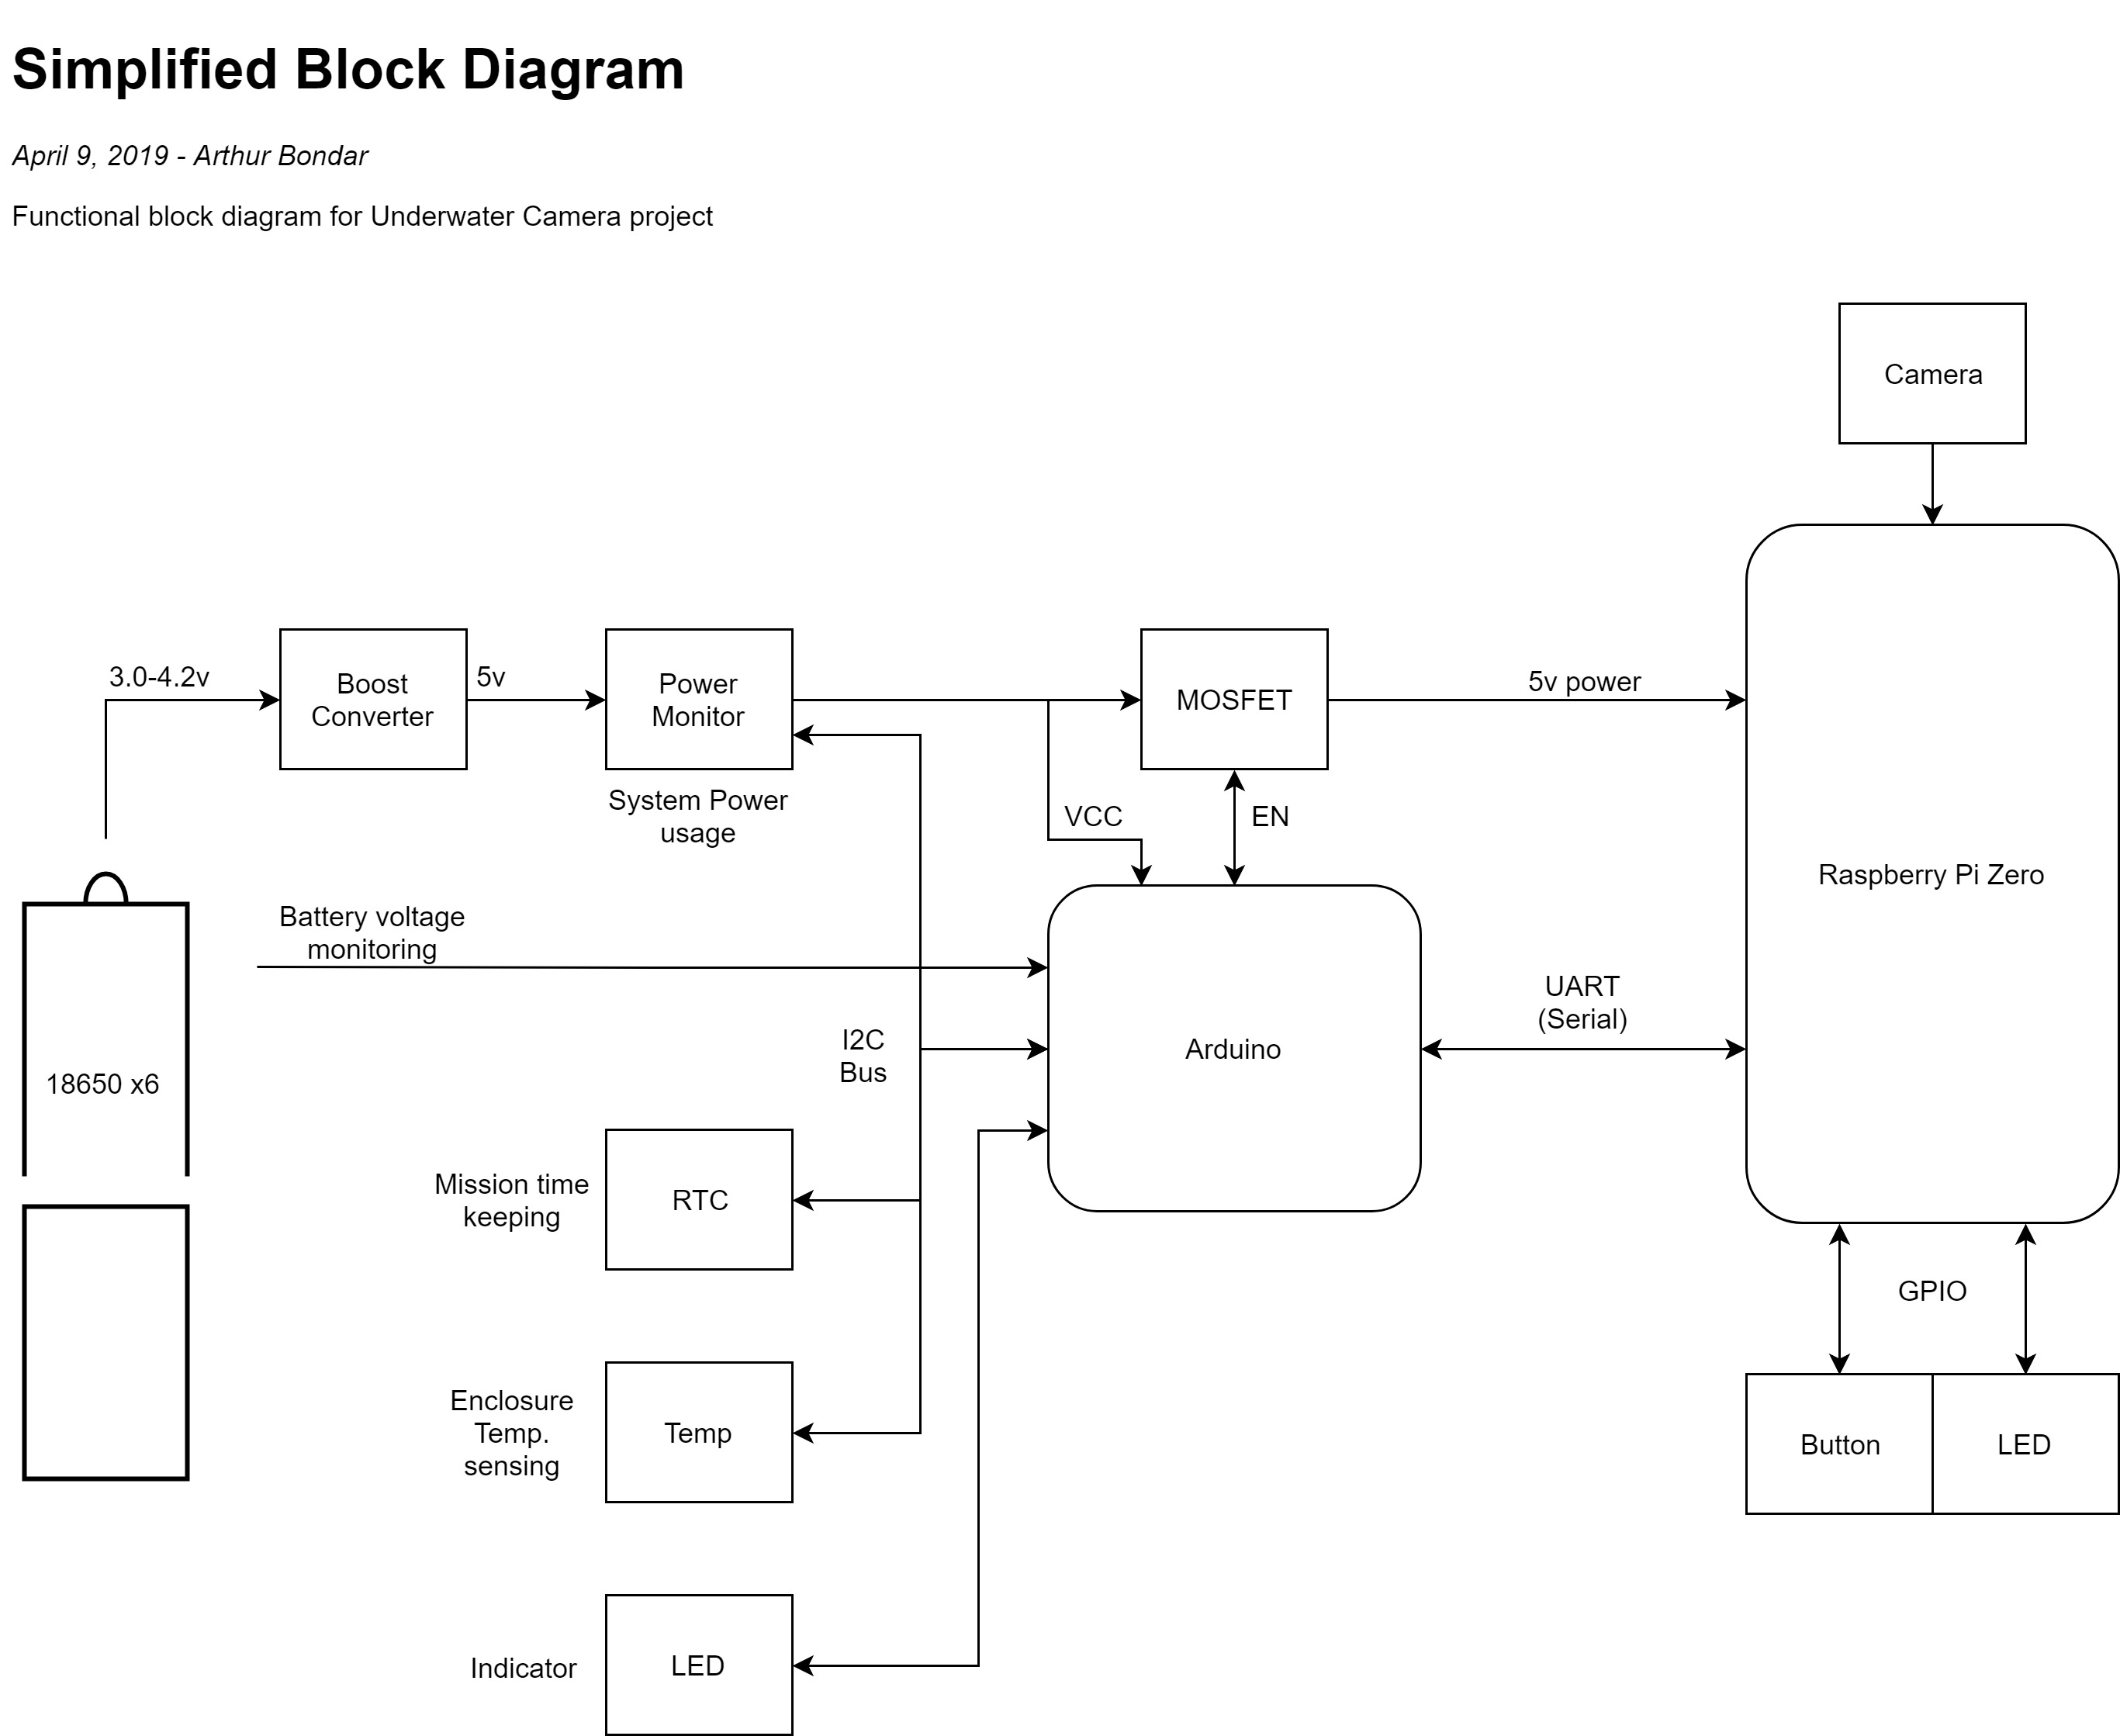 Simplified Block Diagram
April 9, 2019 - Arthur Bondar
Functional block diagram for Underwater Camera project
Camera
3.0-4.2v
Boost
Converter
5v
Power
Monitor
System Power
usage
MOSFET
5v power
VCC
EN
Raspberry Pi Zero
Battery voltage
monitoring
I2C
Bus
Arduino
UART
(Serial)
18650 x6
Mission time
keeping
RTC
GPIO
Enclosure
Temp.
sensing
Temp
Button
LED
Indicator
LED